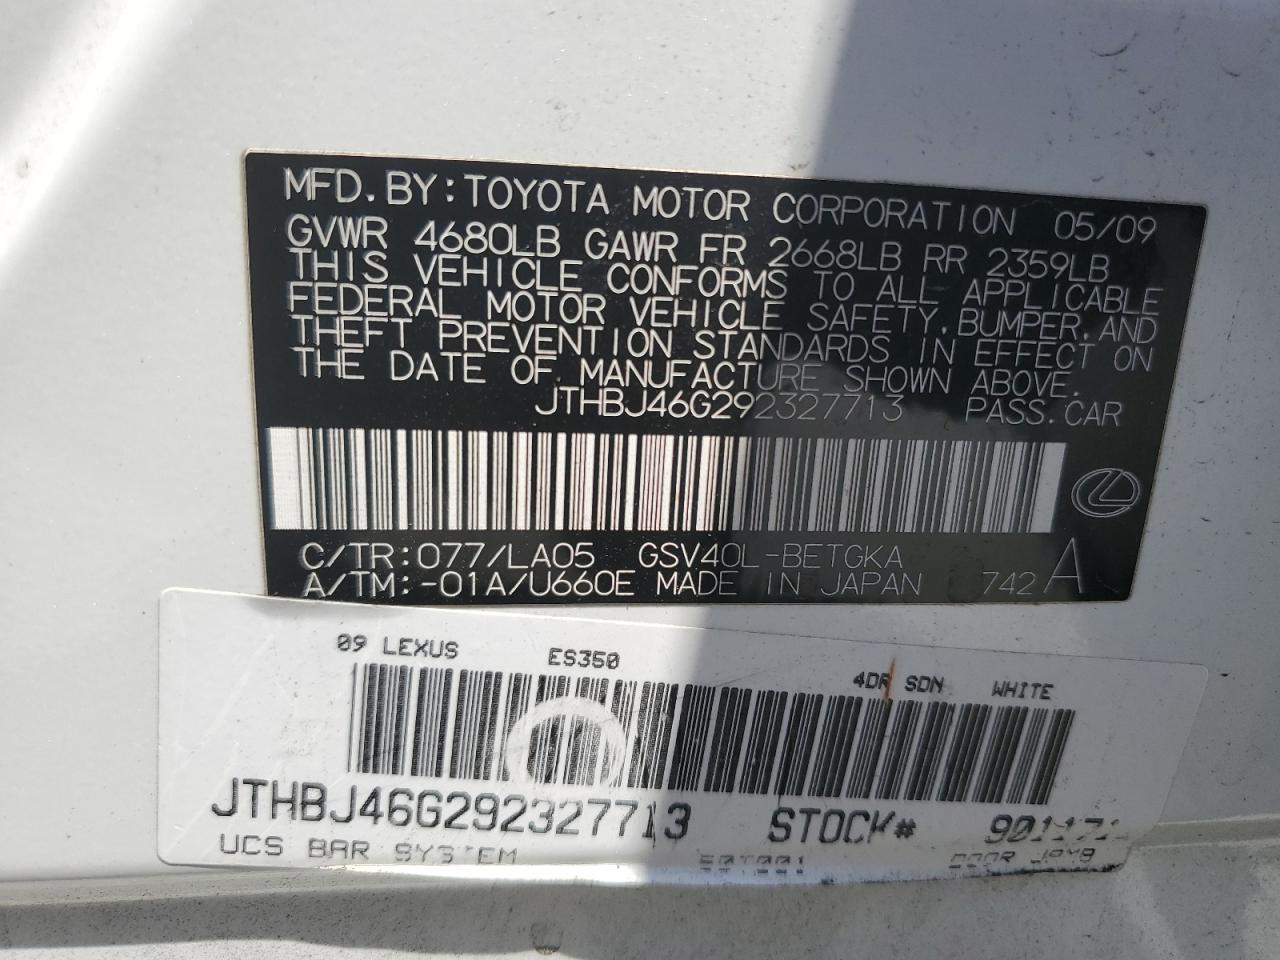 MFD.BY:TOYOTA MOTOR CORPORATION 05/09
GVWR 4680LB GAWR FR 2668LB RR 2359LB
THIS VEHICLE CONFORMS TO ALL APPLICABLE
FEDERAL MOTOR VEHICLE SAFETY,BUMPER,AND
THEFT PREVENTION STANDARDS IN EFFECT ON
THE DATE OF MANUFACTURE SHOWN ABOVE.
JTHBJ46G292327713 PASS.CAR
C/TR:077/LA05 GSV40L-BETGKA
A/TM:-01A/U660E MADE IN JAPAN 742 A
09 LEXUS ES350 4DR SDN WHITE
JTHBJ46G292327713 STOCK#
UCS BAR SYSTEM DOOR JAMB